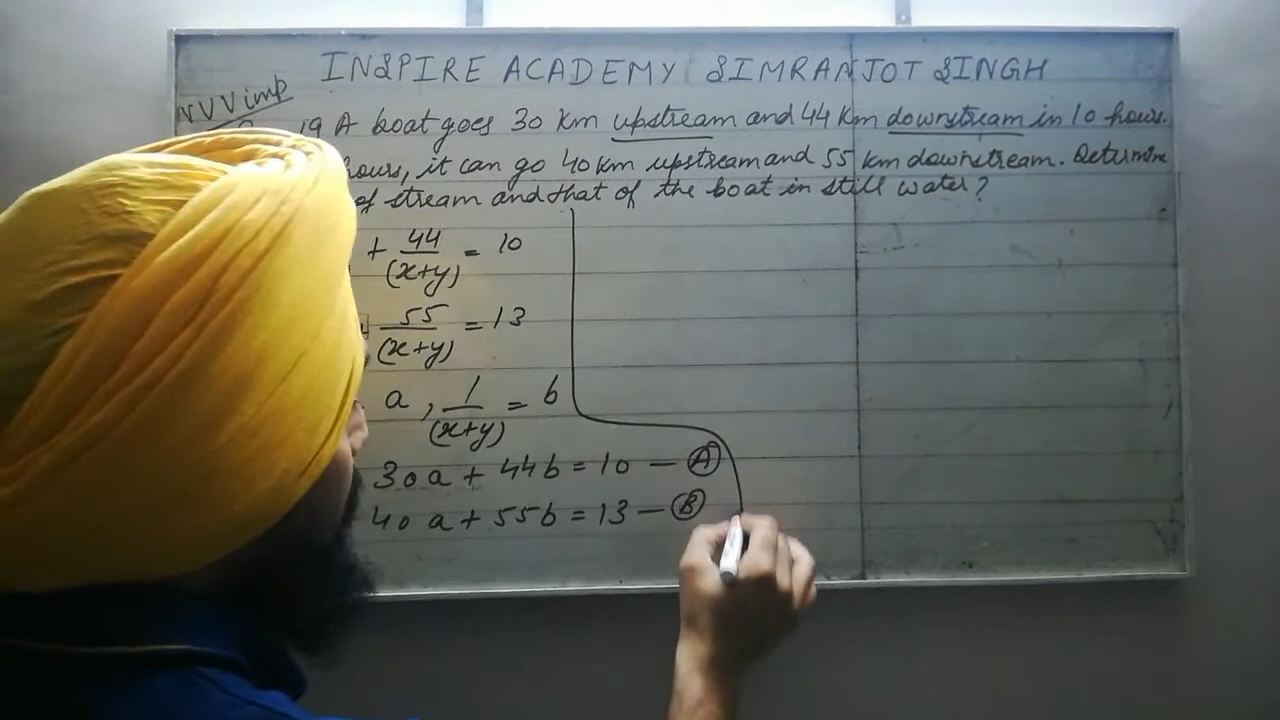 INSPIRE ACADEMY SIMRANJOT SINGH
VVV imp
19 A boat goes 30 km upstream and 44 km downstream in 10 hours.
hours, it can go 40 km upstream and 55 km downstream. Determine
of stream and that of the boat in still water?
+ 44/(x+y) = 10
55/(x+y) = 13
a, 1/(x+y) = b
30a + 44b = 10 — (A)
40a + 55b = 13 — (B)